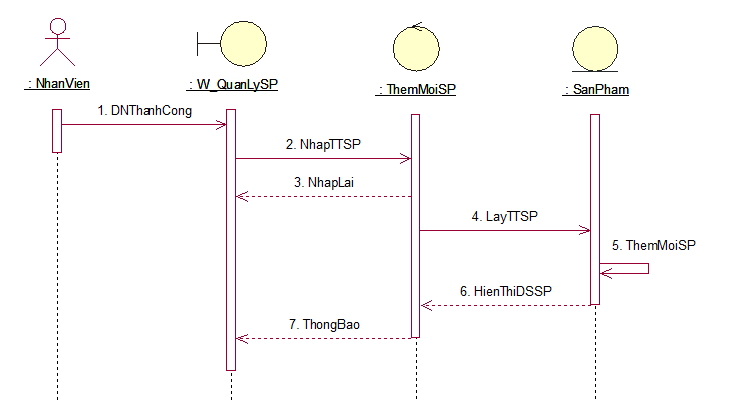 : NhanVien
: W_QuanLySP
: ThemMoiSP
: SanPham
1. DNThanhCong
2. NhapTTSP
3. NhapLai
4. LayTTSP
5. ThemMoiSP
6. HienThiDSSP
7. ThongBao